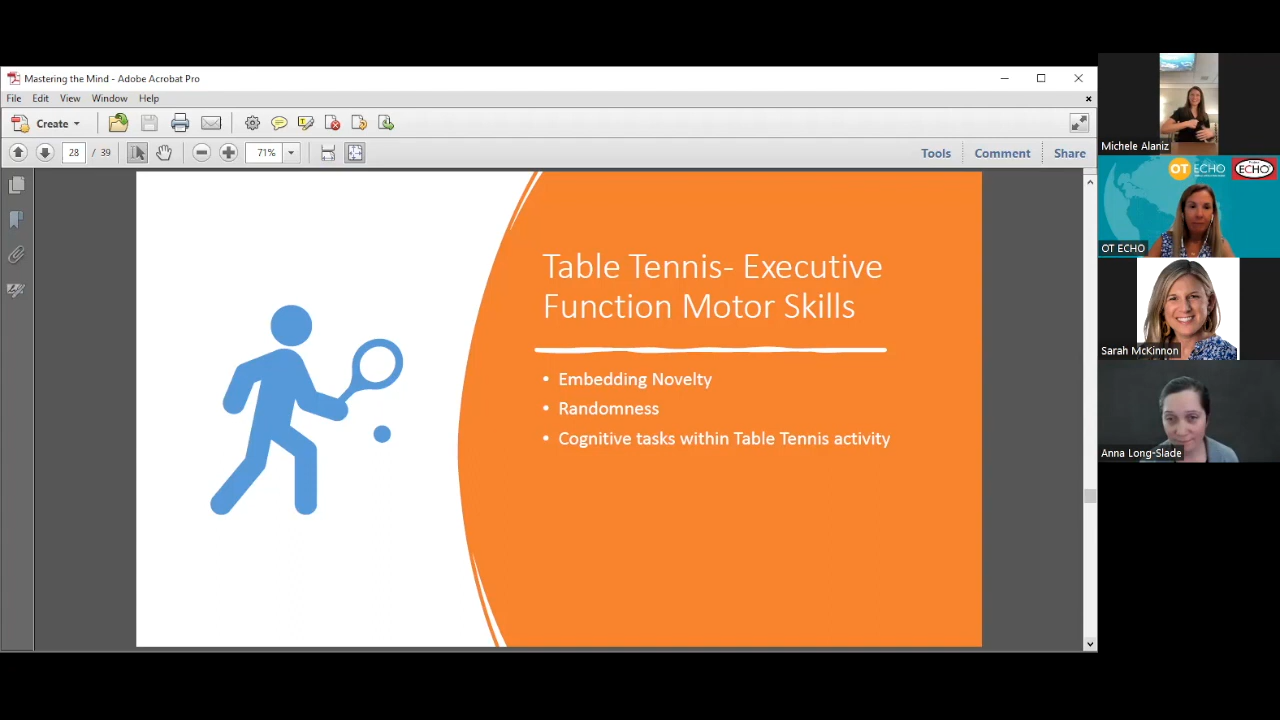 Mastering the Mind - Adobe Acrobat Pro
File Edit View Window Help
Create
28 / 39
71%
Tools Comment Share
Table Tennis- Executive
Function Motor Skills
• Embedding Novelty
• Randomness
• Cognitive tasks within Table Tennis activity
Michele Alaniz
OT ECHO
ECHO
OT ECHO
Sarah McKinnon
Anna Long-Slade